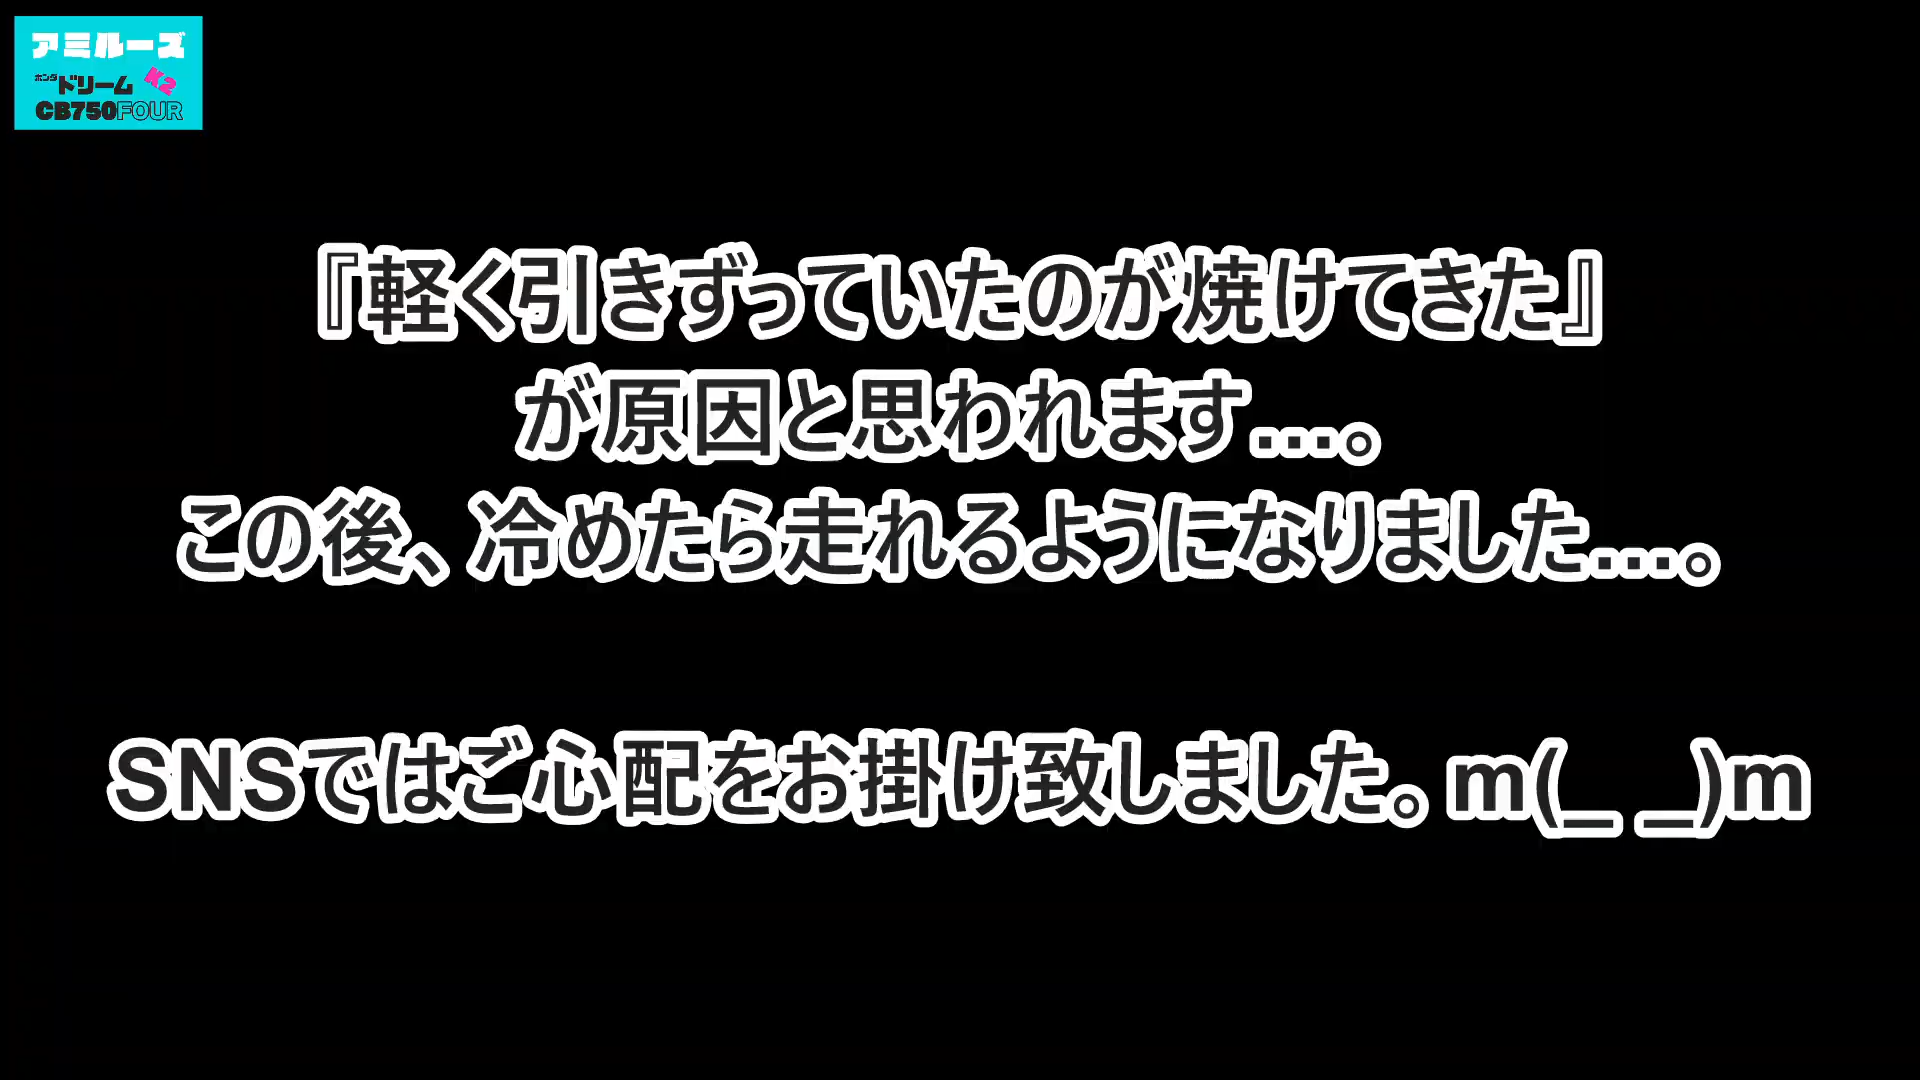 アミルーズ
ホンダドリームK2
CB750FOUR
『軽く引きずっていたのが焼けてきた』
が原因と思われます…。
この後、冷めたら走れるようになりました…。
SNSではご心配をお掛け致しました。m(_ _)m